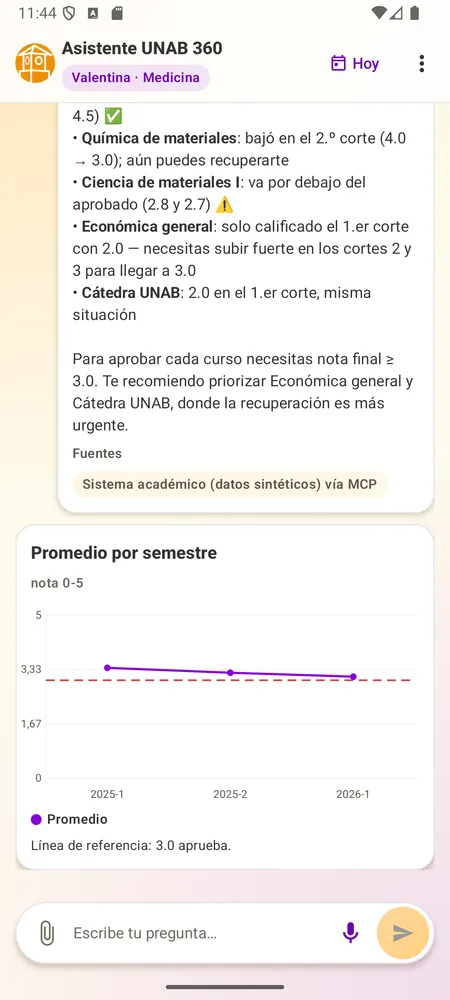 11:44
Asistente UNAB 360
Valentina · Medicina
Hoy
4.5) ✅
• Química de materiales: bajó en el 2.º corte (4.0
→ 3.0); aún puedes recuperarte
• Ciencia de materiales I: va por debajo del
aprobado (2.8 y 2.7) ⚠️
• Económica general: solo calificado el 1.er corte
con 2.0 — necesitas subir fuerte en los cortes 2 y
3 para llegar a 3.0
• Cátedra UNAB: 2.0 en el 1.er corte, misma
situación
Para aprobar cada curso necesitas nota final ≥
3.0. Te recomiendo priorizar Económica general y
Cátedra UNAB, donde la recuperación es más
urgente.
Fuentes
Sistema académico (datos sintéticos) vía MCP
Promedio por semestre
nota 0-5
5
3,33
1,67
0
2025-1 2025-2 2026-1
Promedio
Línea de referencia: 3.0 aprueba.
Escribe tu pregunta...